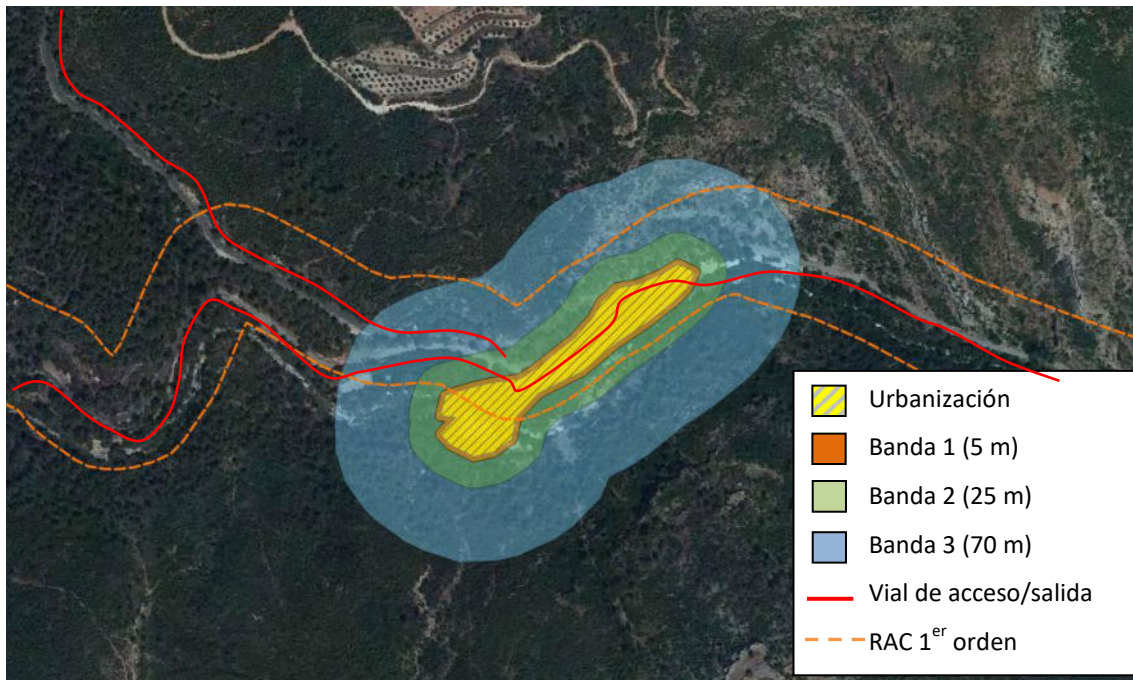 Urbanización
Banda 1 (5 m)
Banda 2 (25 m)
Banda 3 (70 m)
Vial de acceso/salida
RAC 1er orden